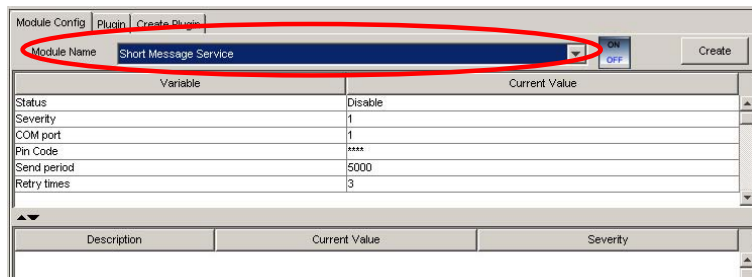 Module Config Plugin Create Plugin
Module Name Short Message Service ON OFF Create
Variable Current Value
Status Disable
Severity 1
COM port 1
Pin Code ****
Send period 5000
Retry times 3
Description Current Value Severity